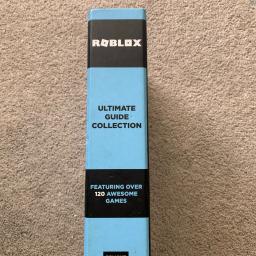 ROBLOX
ULTIMATE
GUIDE
COLLECTION
FEATURING OVER
120 AWESOME
GAMES